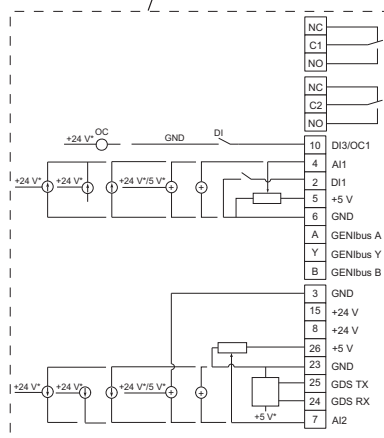 NC
C1
NO
NC
C2
NO
+24 V* OC GND DI 10 DI3/OC1
4 AI1
+24 V* +24 V* +24 V*/5 V* 2 DI1
5 +5 V
6 GND
A GENIbus A
Y GENIbus Y
B GENIbus B
3 GND
15 +24 V
8 +24 V
26 +5 V
23 GND
+24 V* +24 V* +24 V*/5 V* 25 GDS TX
24 GDS RX
+5 V* 7 AI2